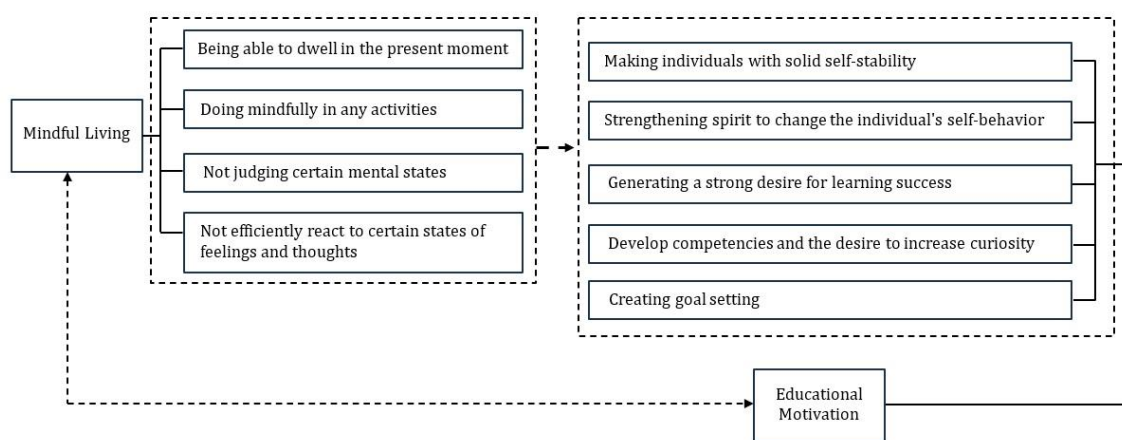 Mindful Living
Being able to dwell in the present moment
Doing mindfully in any activities
Not judging certain mental states
Not efficiently react to certain states of
feelings and thoughts
Making individuals with solid self-stability
Strengthening spirit to change the individual's self-behavior
Generating a strong desire for learning success
Develop competencies and the desire to increase curiosity
Creating goal setting
Educational
Motivation